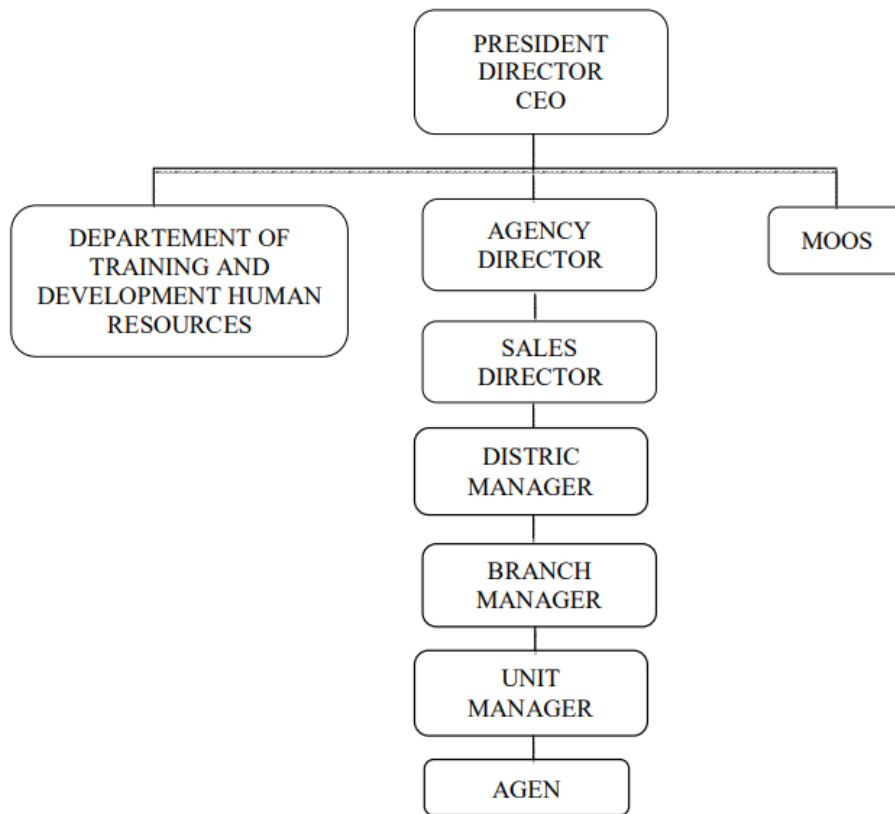 PRESIDENT
DIRECTOR
CEO
DEPARTEMENT OF
TRAINING AND
DEVELOPMENT HUMAN
RESOURCES
AGENCY
DIRECTOR
MOOS
SALES
DIRECTOR
DISTRIC
MANAGER
BRANCH
MANAGER
UNIT
MANAGER
AGEN